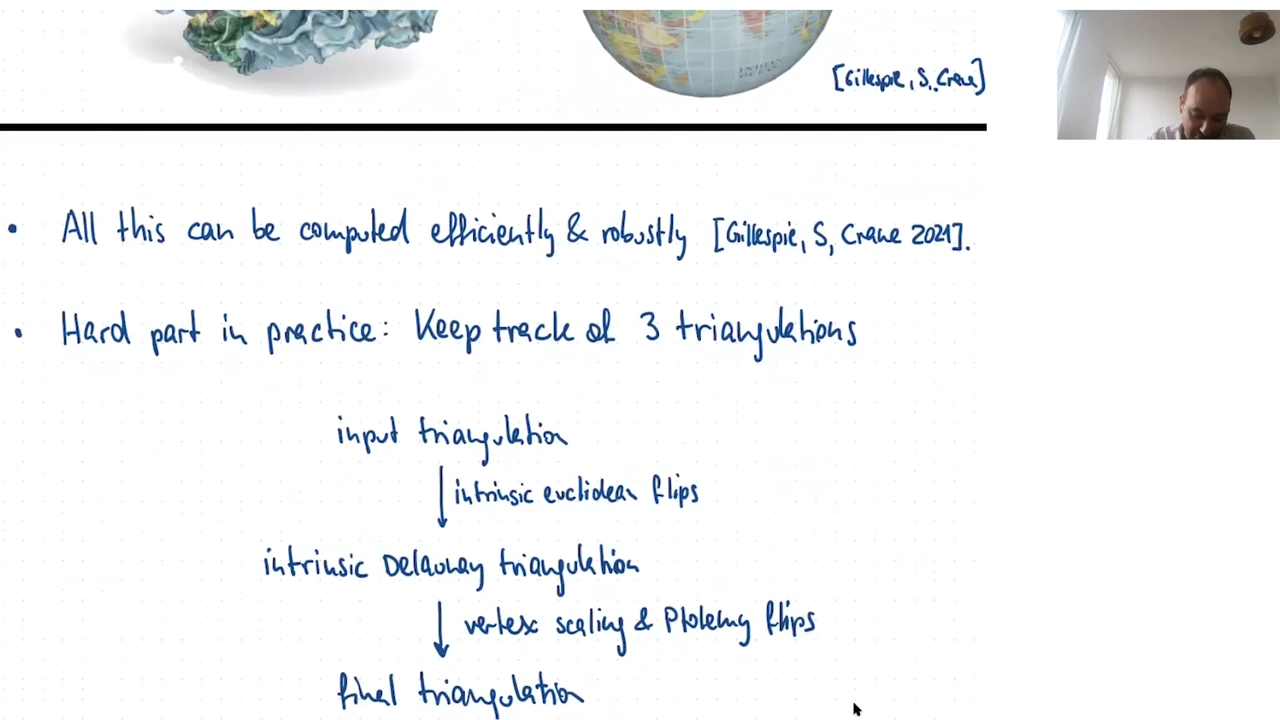 [Gillespie, S, Crane]
• All this can be computed efficiently & robustly [Gillespie, S, Crane 2021].
• Hard part in practice: Keep track of 3 triangulations
input triangulation
intrinsic euclidean flips
intrinsic Delaunay triangulation
vertex scaling & Ptolemy flips
final triangulation